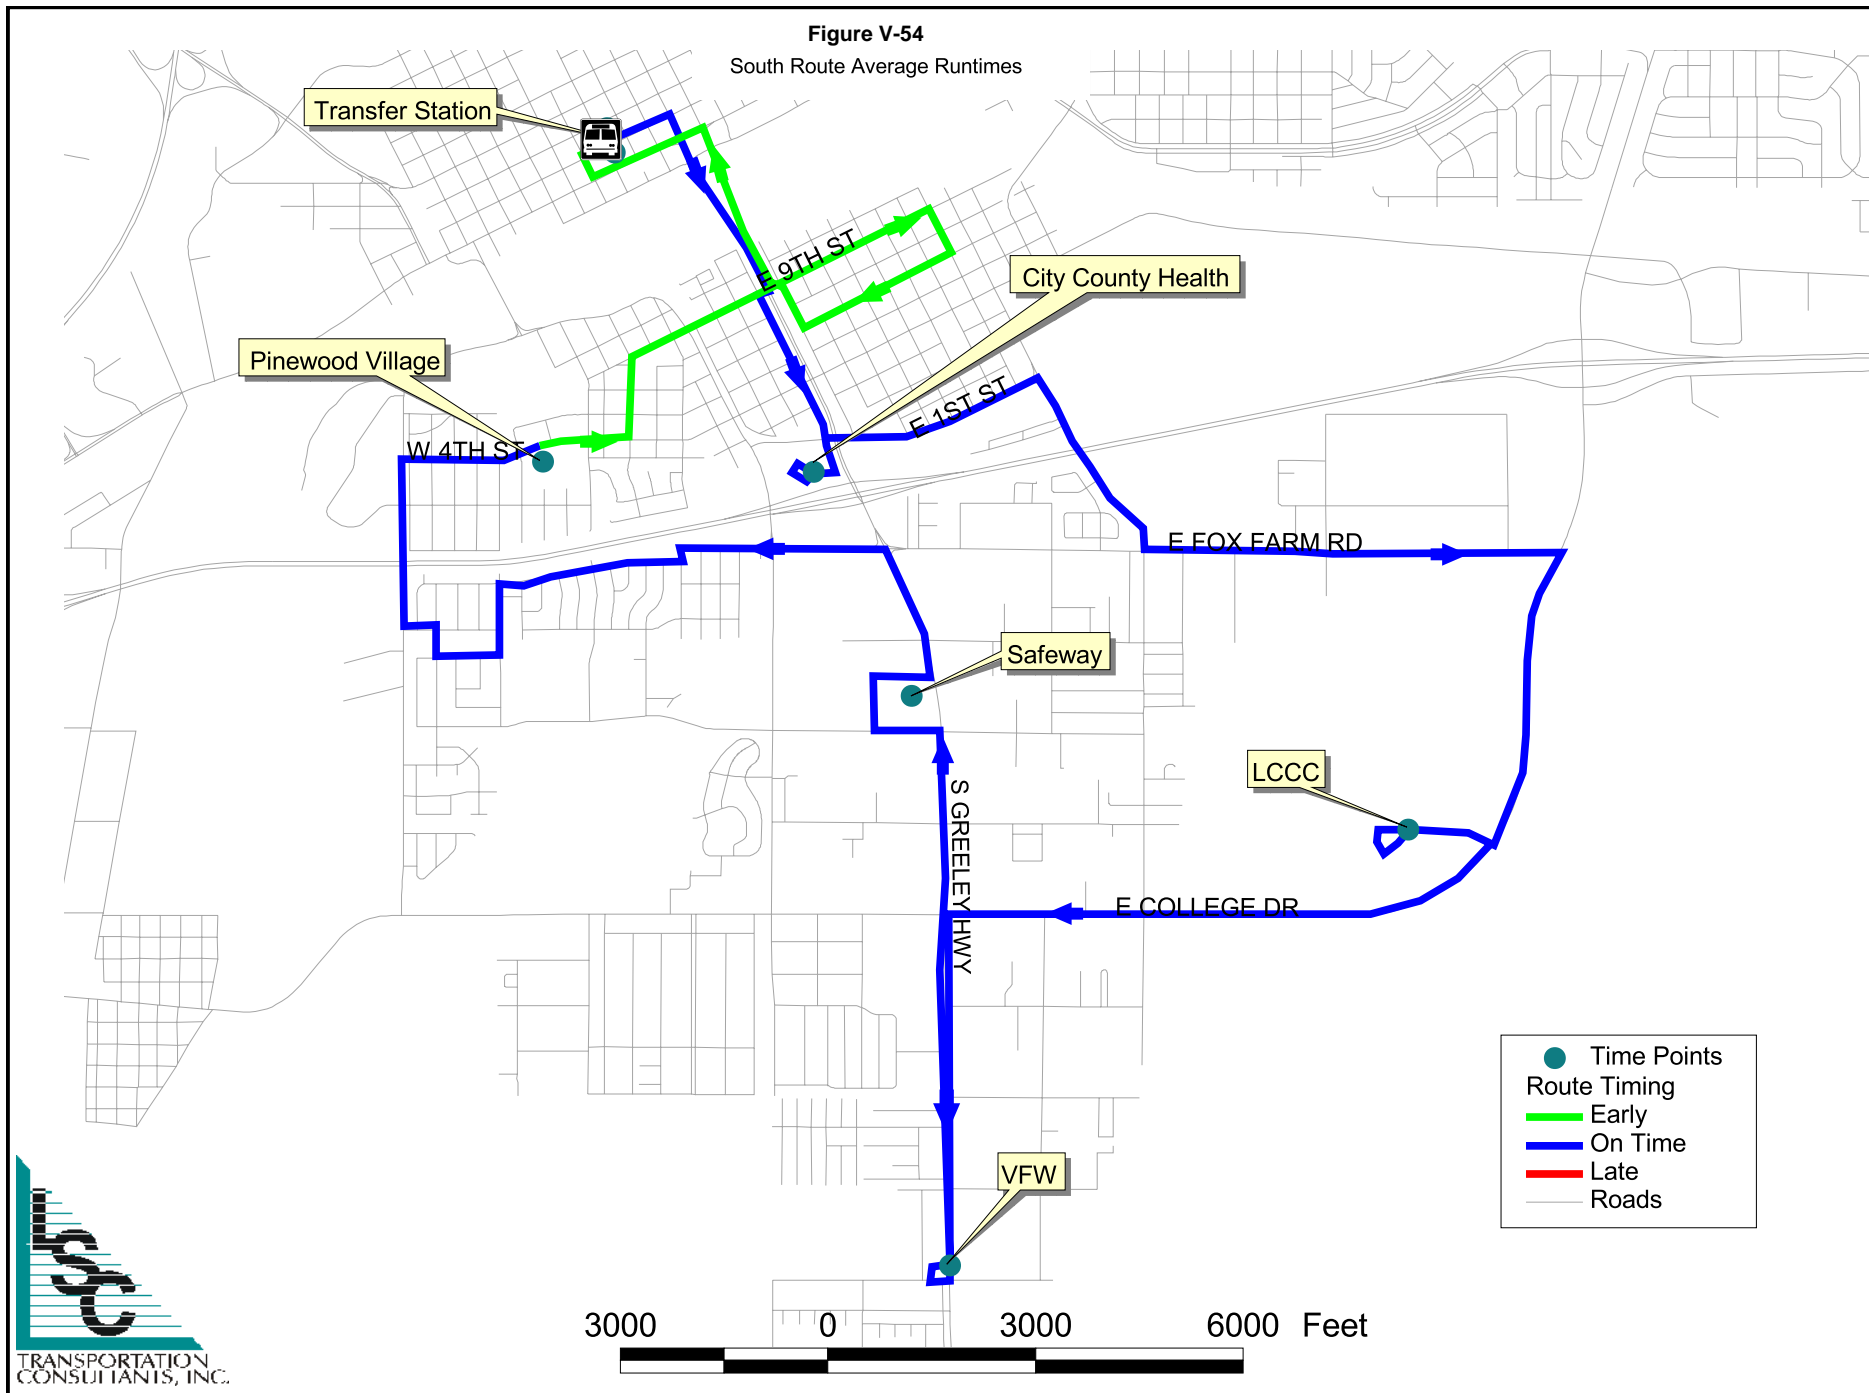 Figure V-54
South Route Average Runtimes
Transfer Station
E 9TH ST
City County Health
Pinewood Village
E 1ST ST
W 4TH ST
E FOX FARM RD
Safeway
LCCC
S GREELEY HWY
E COLLEGE DR
Time Points
Route Timing
Early
On Time
Late
Roads
VFW
LSC
TRANSPORTATION
CONSULTANTS, INC.
3000 0 3000 6000 Feet